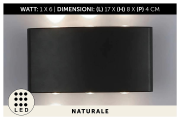 WATT: 1 X 6 | DIMENSIONI: (L) 17 X (H) 8 X (P) 4 CM
LED
NATURALE